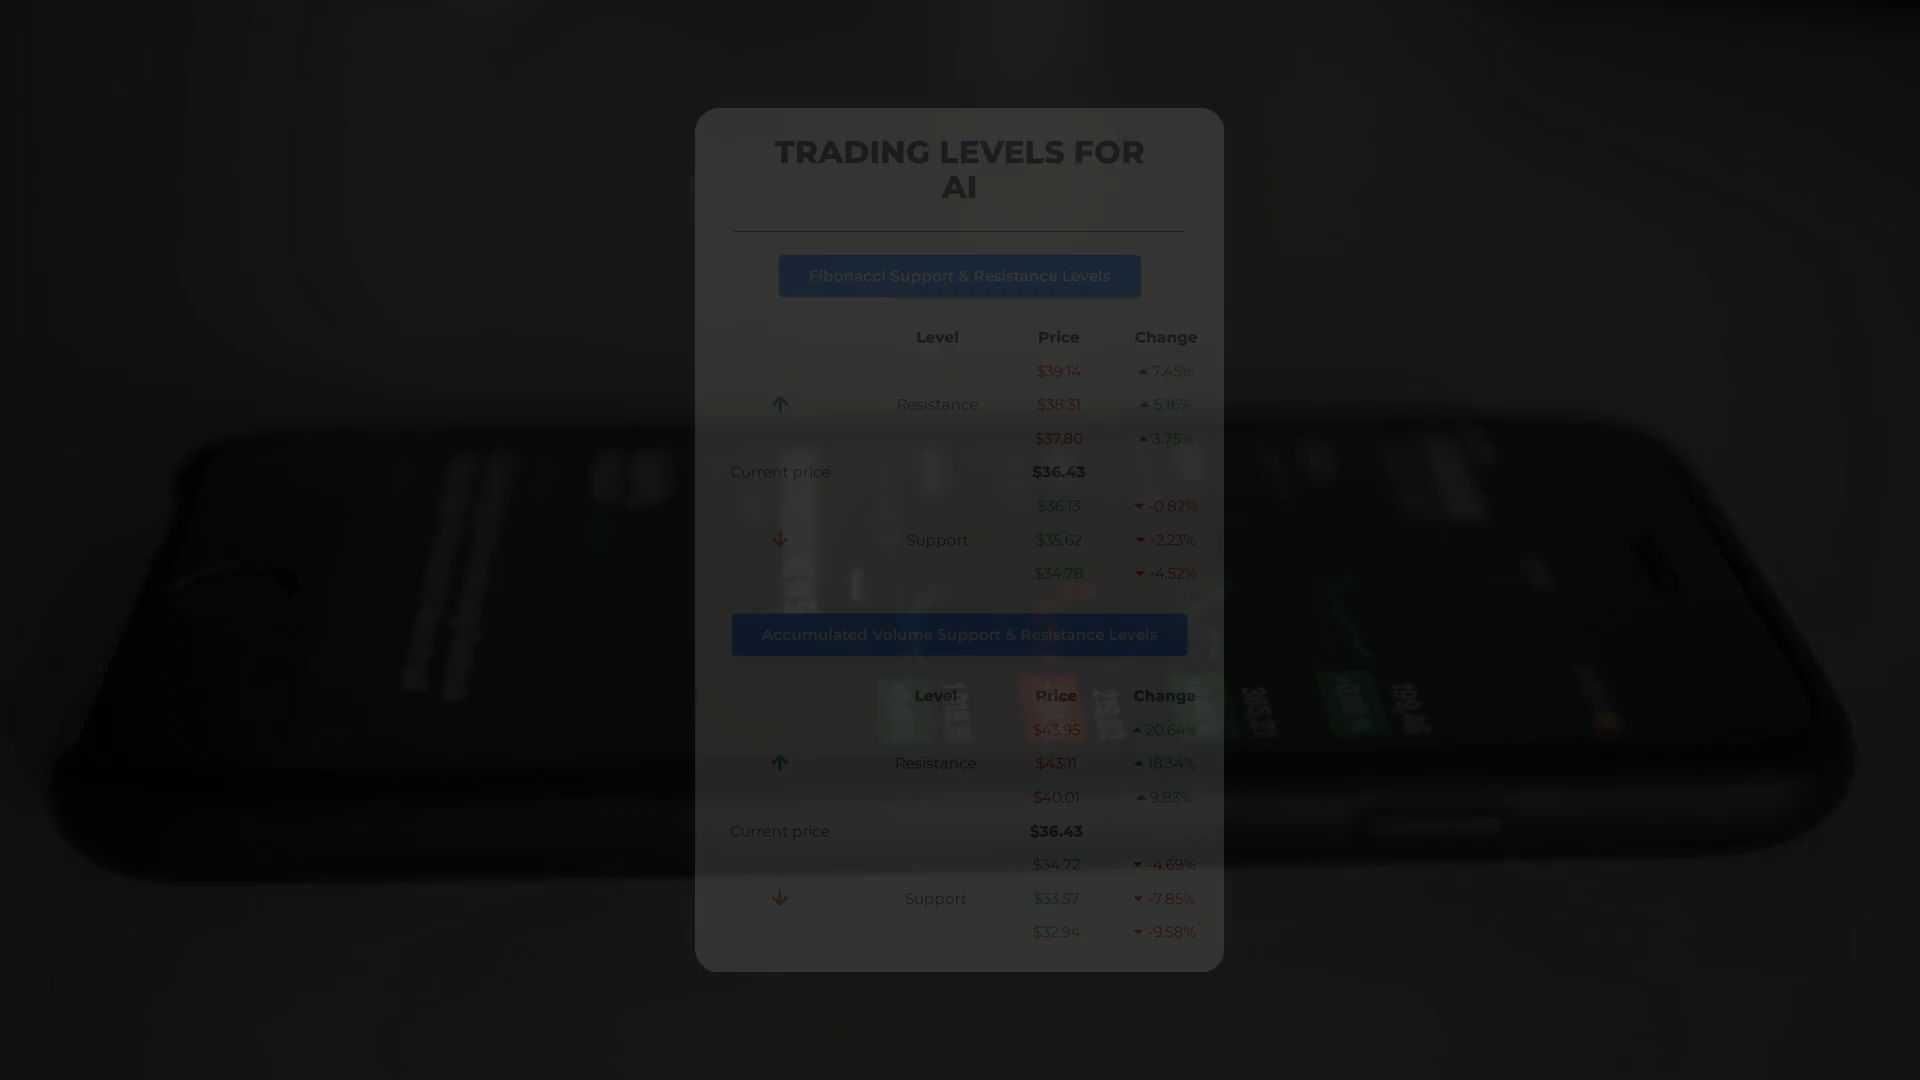 TRADING LEVELS FOR
AI
Fibonacci Support & Resistance Levels
Level Price Change
$39.14 7.45%
Resistance $38.31 5.16%
$37.80 3.75%
Current price $36.43
$36.13 -0.82%
Support $35.62 -2.23%
$34.78 -4.52%
Accumulated Volume Support & Resistance Levels
Level Price Change
$43.95 20.64%
Resistance $43.11 18.34%
$40.01 9.83%
Current price $36.43
$34.72 -4.69%
Support $33.57 -7.85%
$32.94 -9.58%